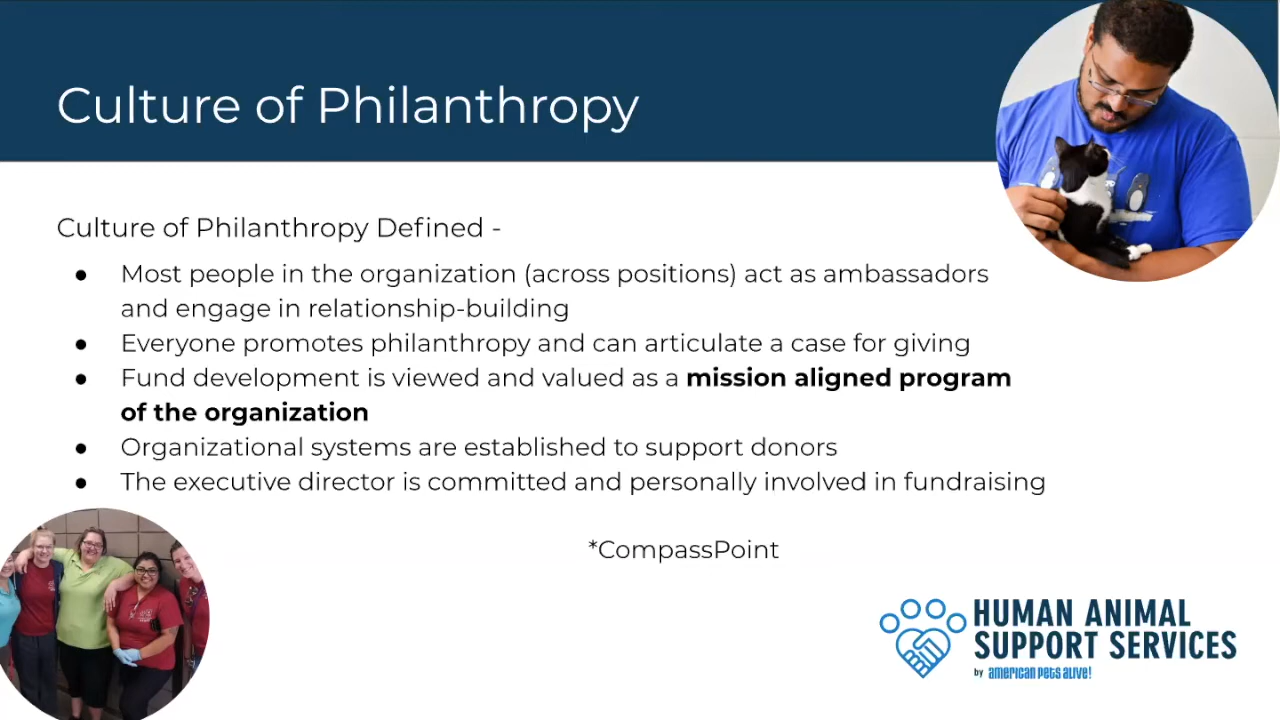 Culture of Philanthropy
Culture of Philanthropy Defined -
● Most people in the organization (across positions) act as ambassadors
and engage in relationship-building
● Everyone promotes philanthropy and can articulate a case for giving
● Fund development is viewed and valued as a mission aligned program
of the organization
● Organizational systems are established to support donors
● The executive director is committed and personally involved in fundraising
*CompassPoint
HUMAN ANIMAL
SUPPORT SERVICES
by american pets alive!